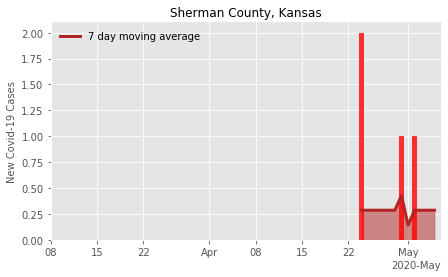 Sherman County, Kansas
7 day moving average
New Covid-19 Cases
2.00
1.75
1.50
1.25
1.00
0.75
0.50
0.25
0.00
08 15 22 Apr 08 15 22 May
2020-May